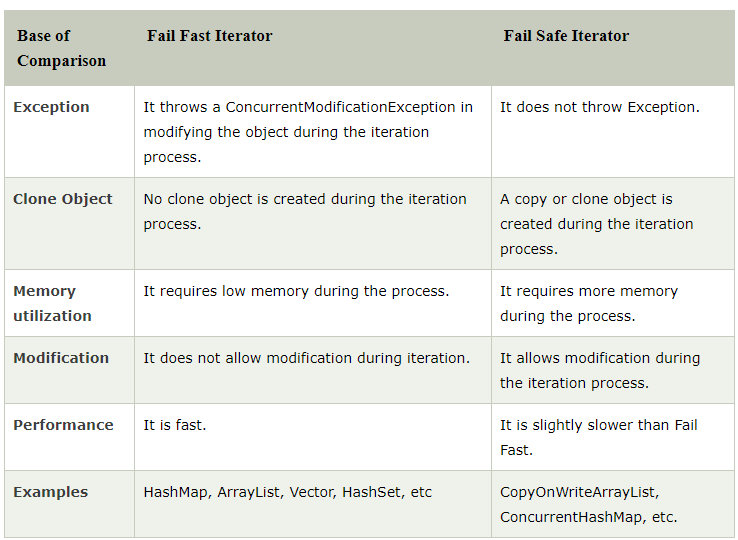 Base of Comparison	Fail Fast Iterator	Fail Safe Iterator
Exception	It throws a ConcurrentModificationException in modifying the object during the iteration process.	It does not throw Exception.
Clone Object	No clone object is created during the iteration process.	A copy or clone object is created during the iteration process.
Memory utilization	It requires low memory during the process.	It requires more memory during the process.
Modification	It does not allow modification during iteration.	It allows modification during the iteration process.
Performance	It is fast.	It is slightly slower than Fail Fast.
Examples	HashMap, ArrayList, Vector, HashSet, etc	CopyOnWriteArrayList, ConcurrentHashMap, etc.